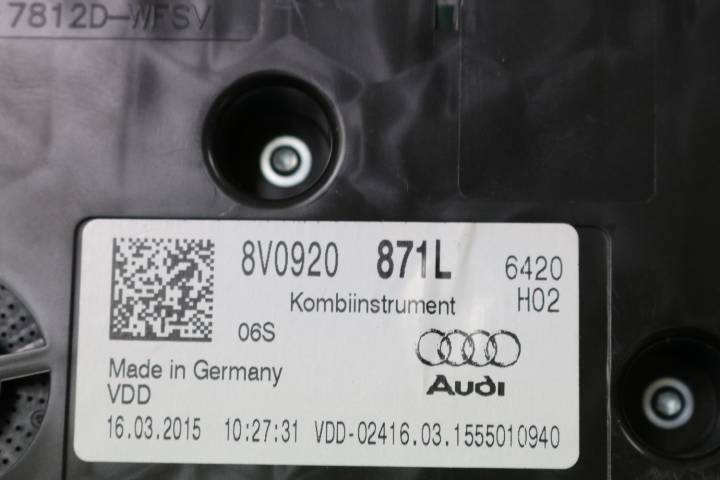 7812D-WFSV
8V0920 871L 6420
Kombiinstrument H02
06S
Audi
Made in Germany
VDD
16.03.2015 10:27:31 VDD-02416.03.1555010940